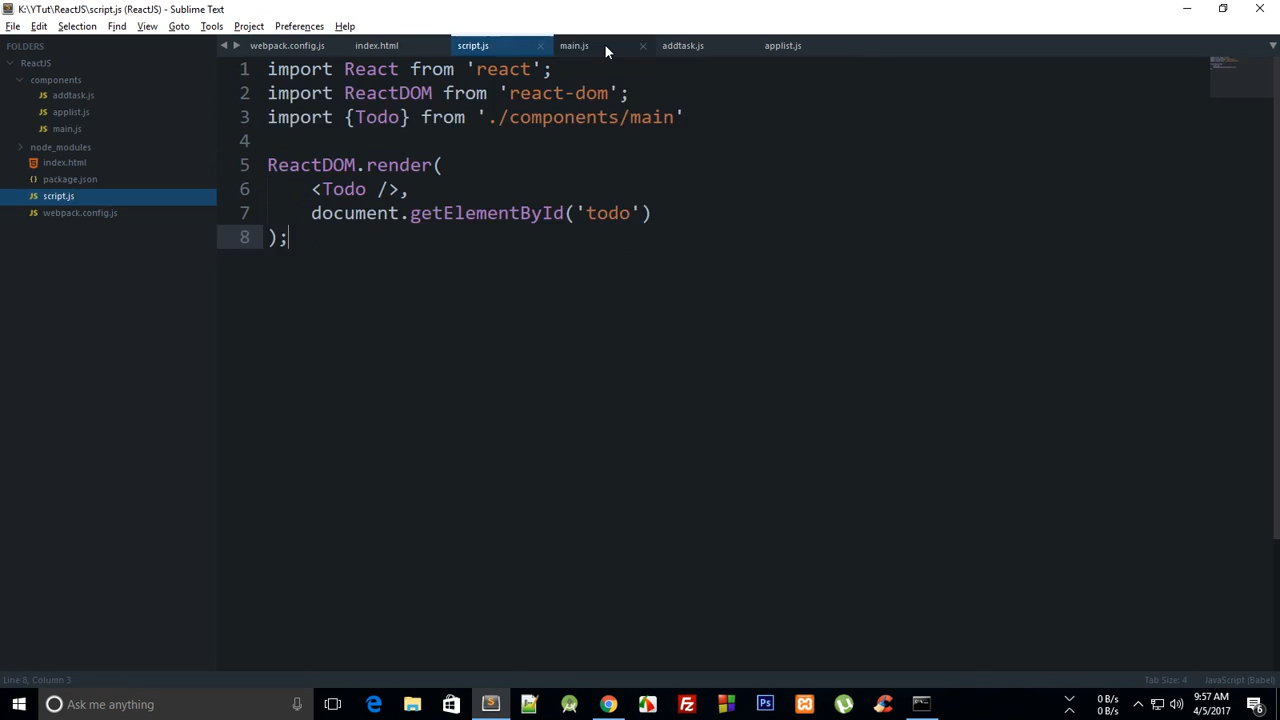 K:\YTut\ReactJS\script.js (ReactJS) - Sublime Text
File Edit Selection Find View Goto Tools Project Preferences Help
FOLDERS
ReactJS
components
addtask.js
applist.js
main.js
node_modules
index.html
package.json
script.js
webpack.config.js
webpack.config.js index.html script.js main.js addtask.js applist.js
1 import React from 'react';
2 import ReactDOM from 'react-dom';
3 import {Todo} from './components/main'
4
5 ReactDOM.render(
6 <Todo />,
7 document.getElementById('todo')
8 );
Line 8, Column 3 Tab Size: 4 JavaScript (Babel)
Ask me anything
0 B/s
0 B/s
9:57 AM
4/5/2017
6